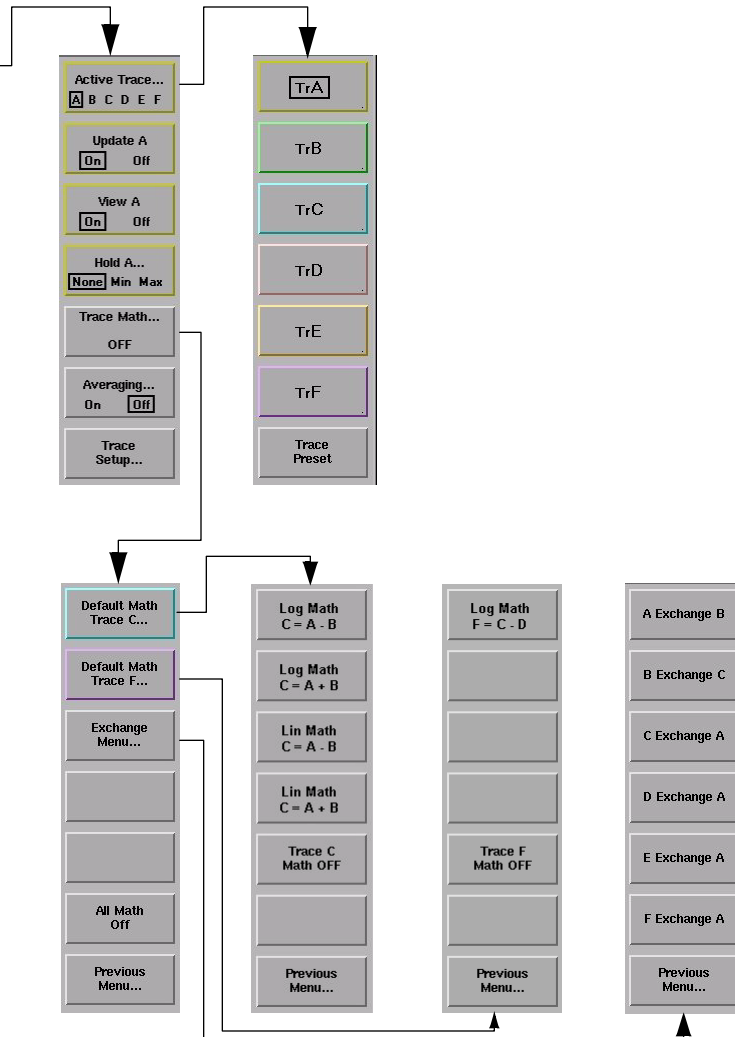 Active Trace...
A B C D E F
Update A
On Off
View A
On Off
Hold A...
None Min Max
Trace Math...
OFF
Averaging...
On Off
Trace
Setup...
TrA
TrB
TrC
TrD
TrE
TrF
Trace
Preset
Default Math
Trace C...
Default Math
Trace F...
Exchange
Menu...
All Math
Off
Previous
Menu...
Log Math
C = A - B
Log Math
C = A + B
Lin Math
C = A - B
Lin Math
C = A + B
Trace C
Math OFF
Previous
Menu...
Log Math
F = C - D
Trace F
Math OFF
Previous
Menu...
A Exchange B
B Exchange C
C Exchange A
D Exchange A
E Exchange A
F Exchange A
Previous
Menu...